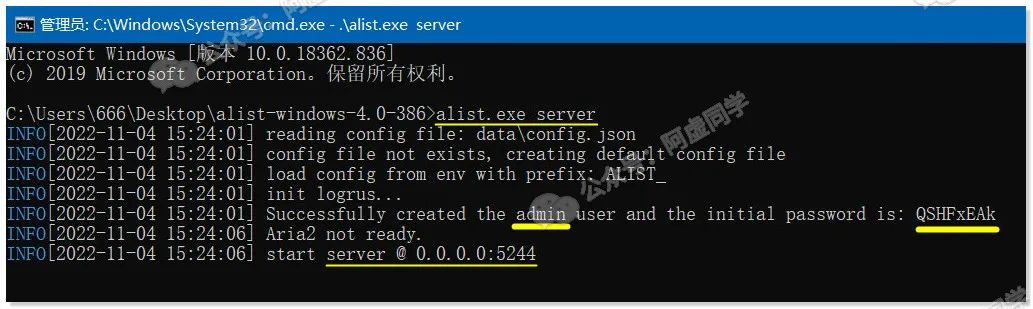 管理员: C:\Windows\System32\cmd.exe - .\alist.exe  server
Microsoft Windows [版本 10.0.18362.836]
(c) 2019 Microsoft Corporation。保留所有权利。
C:\Users\666\Desktop\alist-windows-4.0-386>alist.exe server
INFO[2022-11-04 15:24:01] reading config file: data\config.json
INFO[2022-11-04 15:24:01] config file not exists, creating default config file
INFO[2022-11-04 15:24:01] load config from env with prefix: ALIST_
INFO[2022-11-04 15:24:01] init logrus...
INFO[2022-11-04 15:24:01] Successfully created the admin user and the initial password is: QSHFxEAk
INFO[2022-11-04 15:24:06] Aria2 not ready.
INFO[2022-11-04 15:24:06] start server @ 0.0.0.0:5244
公众号：阿虚同学